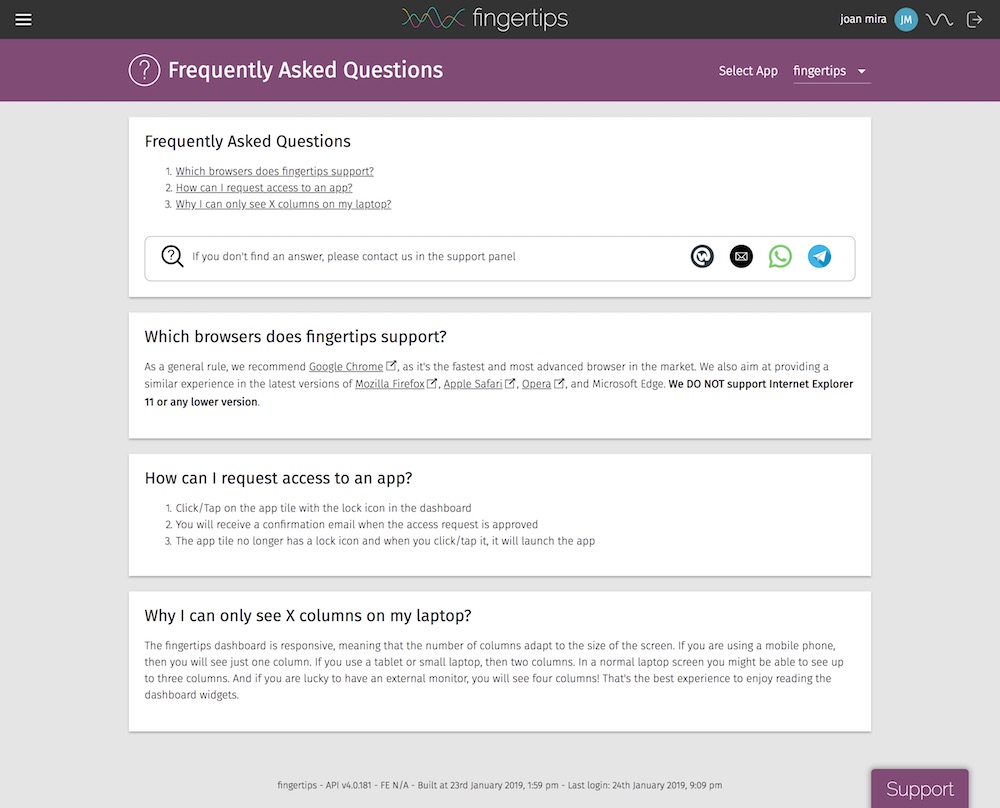 fingertips
joan mira
JM
Frequently Asked Questions
Select App
fingertips
Frequently Asked Questions
1. Which browsers does fingertips support?
2. How can I request access to an app?
3. Why I can only see X columns on my laptop?
If you don't find an answer, please contact us in the support panel
Which browsers does fingertips support?
As a general rule, we recommend Google Chrome, as it's the fastest and most advanced browser in the market. We also aim at providing a
similar experience in the latest versions of Mozilla Firefox, Apple Safari, Opera, and Microsoft Edge. We DO NOT support Internet Explorer
11 or any lower version.
How can I request access to an app?
1. Click/Tap on the app tile with the lock icon in the dashboard
2. You will receive a confirmation email when the access request is approved
3. The app tile no longer has a lock icon and when you click/tap it, it will launch the app
Why I can only see X columns on my laptop?
The fingertips dashboard is responsive, meaning that the number of columns adapt to the size of the screen. If you are using a mobile phone,
then you will see just one column. If you use a tablet or small laptop, then two columns. In a normal laptop screen you might be able to see up
to three columns. And if you are lucky to have an external monitor, you will see four columns! That's the best experience to enjoy reading the
dashboard widgets.
fingertips - API v4.0.181 - FE N/A - Built at 23rd January 2019, 1:59 pm - Last login: 24th January 2019, 9:09 pm
Support